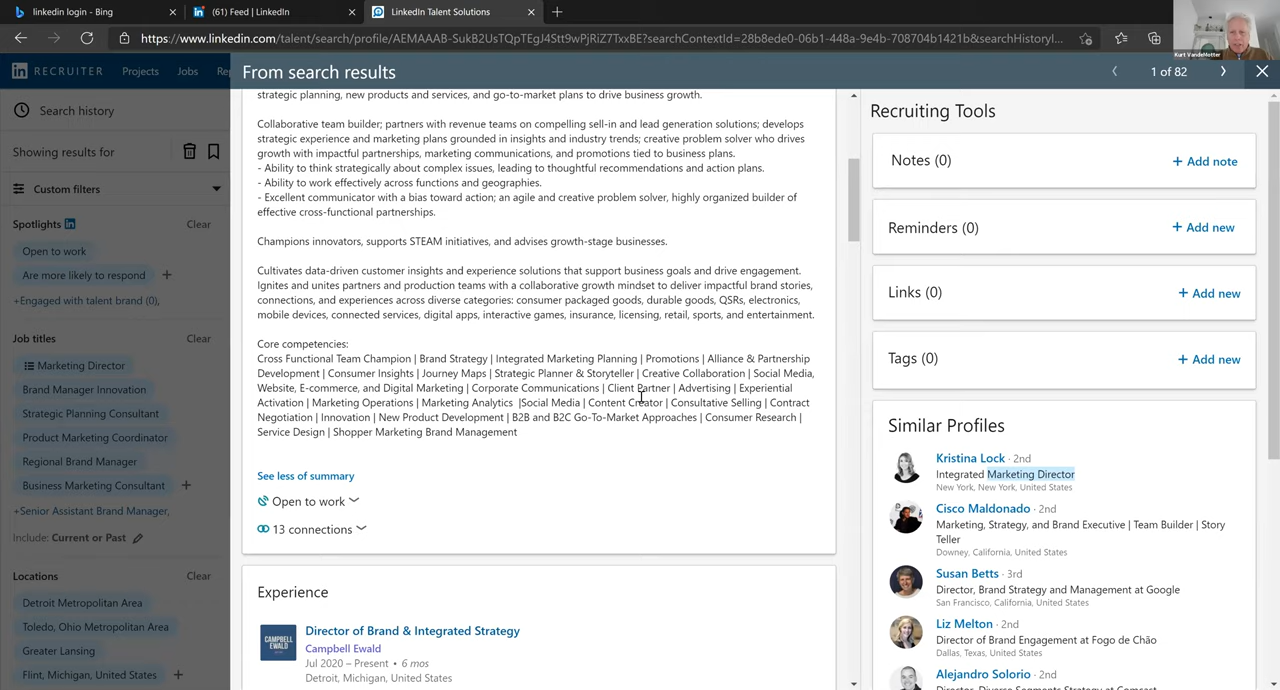 linkedin login - Bing
(61) Feed | LinkedIn
LinkedIn Talent Solutions
https://www.linkedin.com/talent/search/profile/AEMAAAB-SukB2UsTQpTEgJ4Stt9wPjRiZ7TxxBE?searchContextId=28b8ede0-06b1-448a-9e4b-708704b1421b&searchHistoryI...
Kurt VandeMotter
in RECRUITER
Projects
Jobs
Rep
From search results
1 of 82
Search history
Showing results for
Custom filters
Spotlights in
Clear
Open to work
Are more likely to respond
+Engaged with talent brand (0),
Job titles
Clear
Marketing Director
Brand Manager Innovation
Strategic Planning Consultant
Product Marketing Coordinator
Regional Brand Manager
Business Marketing Consultant
+Senior Assistant Brand Manager,
Include: Current or Past
Locations
Clear
Detroit Metropolitan Area
Toledo, Ohio Metropolitan Area
Greater Lansing
Flint, Michigan, United States
strategic planning, new products and services, and go-to-market plans to drive business growth.
Collaborative team builder; partners with revenue teams on compelling sell-in and lead generation solutions; develops
strategic experience and marketing plans grounded in insights and industry trends; creative problem solver who drives
growth with impactful partnerships, marketing communications, and promotions tied to business plans.
- Ability to think strategically about complex issues, leading to thoughtful recommendations and action plans.
- Ability to work effectively across functions and geographies.
- Excellent communicator with a bias toward action; an agile and creative problem solver, highly organized builder of
effective cross-functional partnerships.
Champions innovators, supports STEAM initiatives, and advises growth-stage businesses.
Cultivates data-driven customer insights and experience solutions that support business goals and drive engagement.
Ignites and unites partners and production teams with a collaborative growth mindset to deliver impactful brand stories,
connections, and experiences across diverse categories: consumer packaged goods, durable goods, QSRs, electronics,
mobile devices, connected services, digital apps, interactive games, insurance, licensing, retail, sports, and entertainment.
Core competencies:
Cross Functional Team Champion | Brand Strategy | Integrated Marketing Planning | Promotions | Alliance & Partnership
Development | Consumer Insights | Journey Maps | Strategic Planner & Storyteller | Creative Collaboration | Social Media,
Website, E-commerce, and Digital Marketing | Corporate Communications | Client Partner | Advertising | Experiential
Activation | Marketing Operations | Marketing Analytics |Social Media | Content Creator | Consultative Selling | Contract
Negotiation | Innovation | New Product Development | B2B and B2C Go-To-Market Approaches | Consumer Research |
Service Design | Shopper Marketing Brand Management
See less of summary
Open to work
13 connections
Experience
CAMPBELL
EWALD
Director of Brand & Integrated Strategy
Campbell Ewald
Jul 2020 – Present • 6 mos
Detroit, Michigan, United States
Recruiting Tools
Notes (0)
+ Add note
Reminders (0)
+ Add new
Links (0)
+ Add new
Tags (0)
+ Add new
Similar Profiles
Kristina Lock · 2nd
Integrated Marketing Director
New York, New York, United States
Cisco Maldonado · 2nd
Marketing, Strategy, and Brand Executive | Team Builder | Story
Teller
Downey, California, United States
Susan Betts · 3rd
Director, Brand Strategy and Management at Google
San Francisco, California, United States
Liz Melton · 2nd
Director of Brand Engagement at Fogo de Chão
Dallas, Texas, United States
Alejandro Solorio · 2nd
Director, Diverse Segments Strategy at Comcast